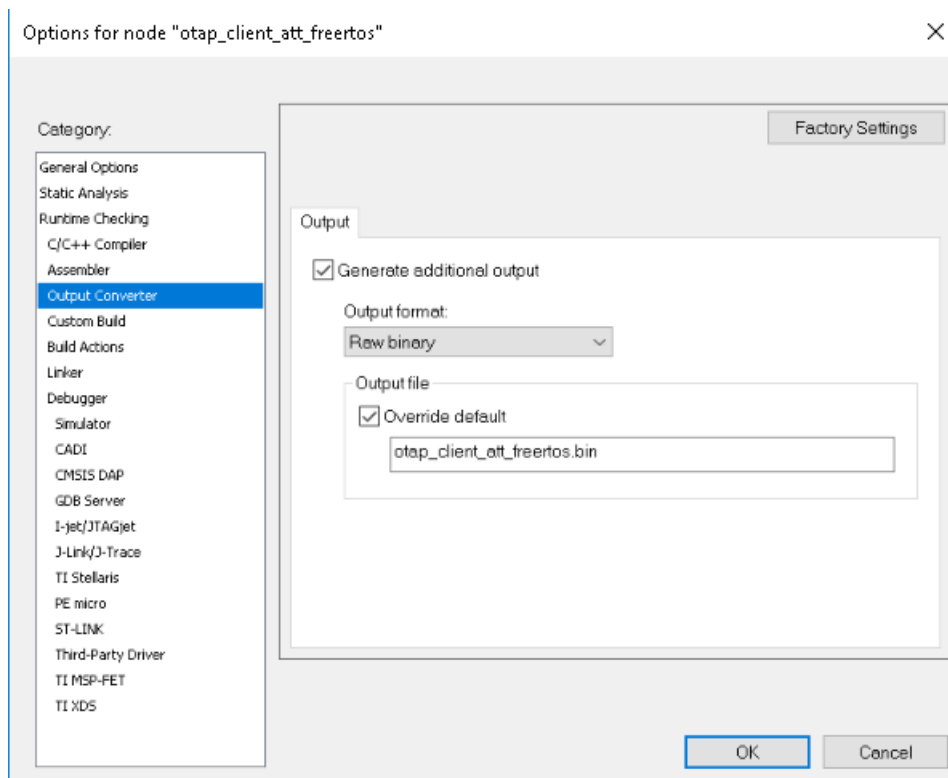 Options for node "otap_client_att_freertos"
Category:
Factory Settings
General Options
Static Analysis
Runtime Checking
C/C++ Compiler
Assembler
Output Converter
Custom Build
Build Actions
Linker
Debugger
Simulator
CADI
CMSIS DAP
GDB Server
I-jet/JTAGjet
J-Link/J-Trace
TI Stellaris
PE micro
ST-LINK
Third-Party Driver
TI MSP-FET
TI XDS
Output
Generate additional output
Output format:
Raw binary
Output file
Override default
otap_client_att_freertos.bin
OK
Cancel